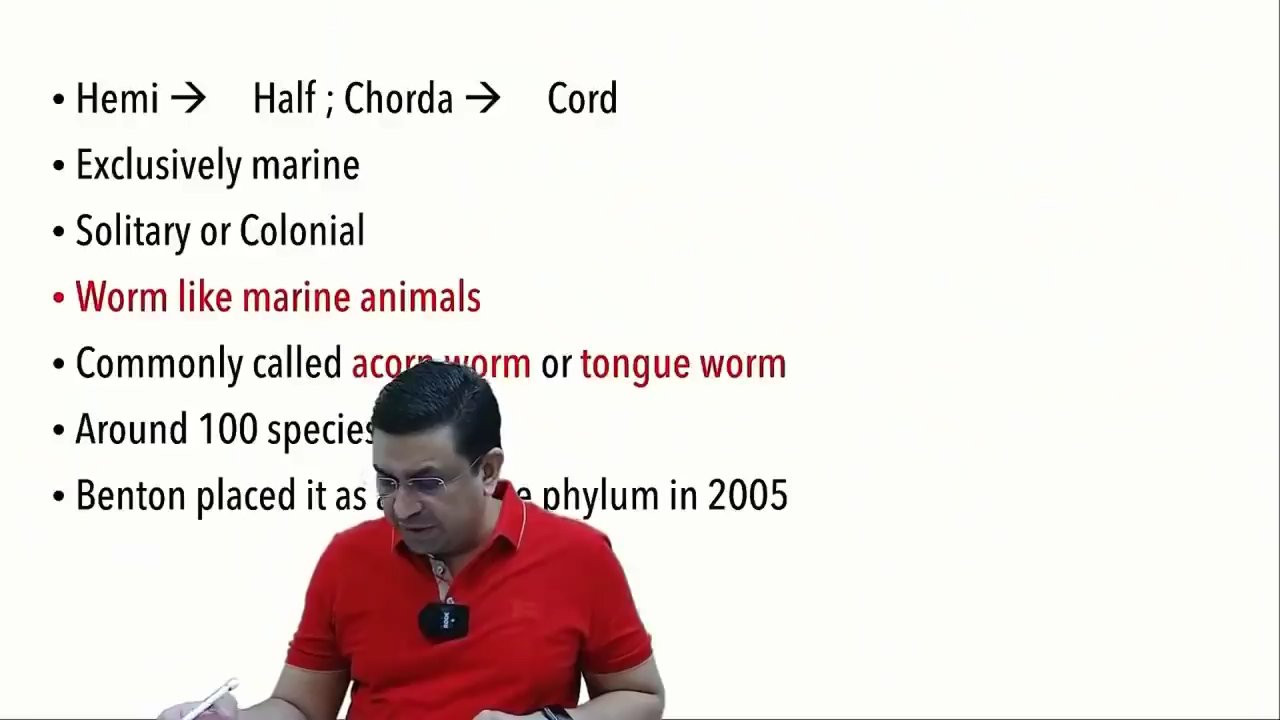 • Hemi → Half ; Chorda → Cord
• Exclusively marine
• Solitary or Colonial
• Worm like marine animals
• Commonly called acorn worm or tongue worm
• Around 100 species
• Benton placed it as phylum in 2005
RODE